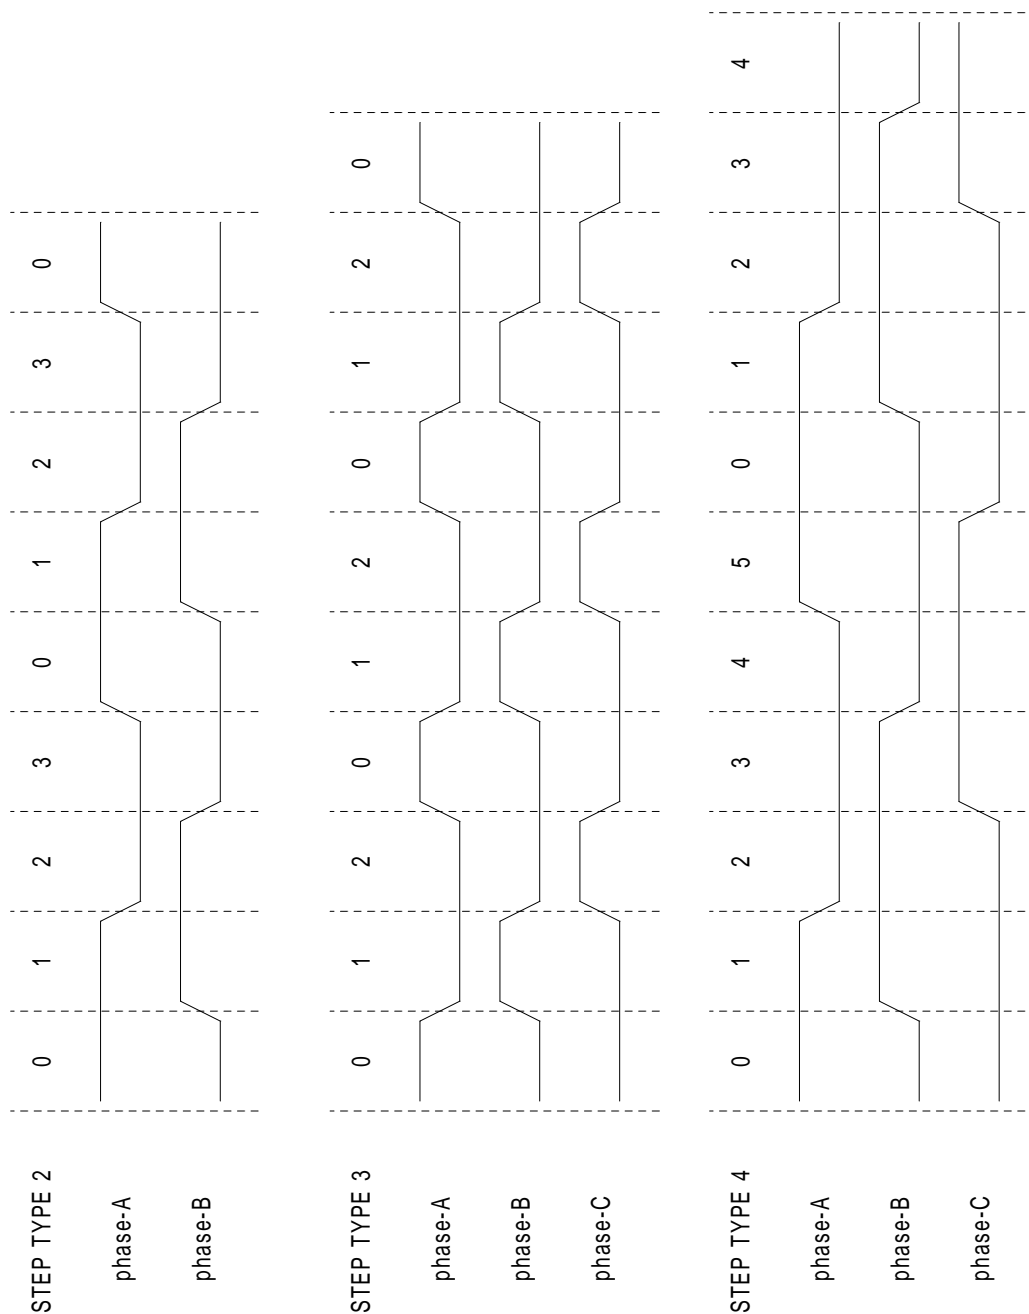 STEP TYPE 2 0 1 2 3 0 1 2 3 0
phase-A
phase-B
STEP TYPE 3 0 1 2 0 1 2 0 1 2 0
phase-A
phase-B
phase-C
STEP TYPE 4 0 1 2 3 4 5 0 1 2 3 4
phase-A
phase-B
phase-C